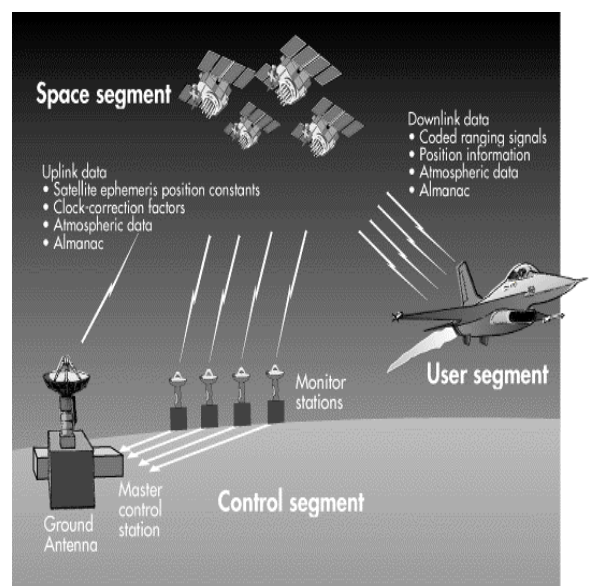 Space segment
Uplink data
• Satellite ephemeris position constants
• Clock-correction factors
• Atmospheric data
• Almanac
Downlink data
• Coded ranging signals
• Position information
• Atmospheric data
• Almanac
User segment
Monitor
stations
Master
control
station
Control segment
Ground
Antenna